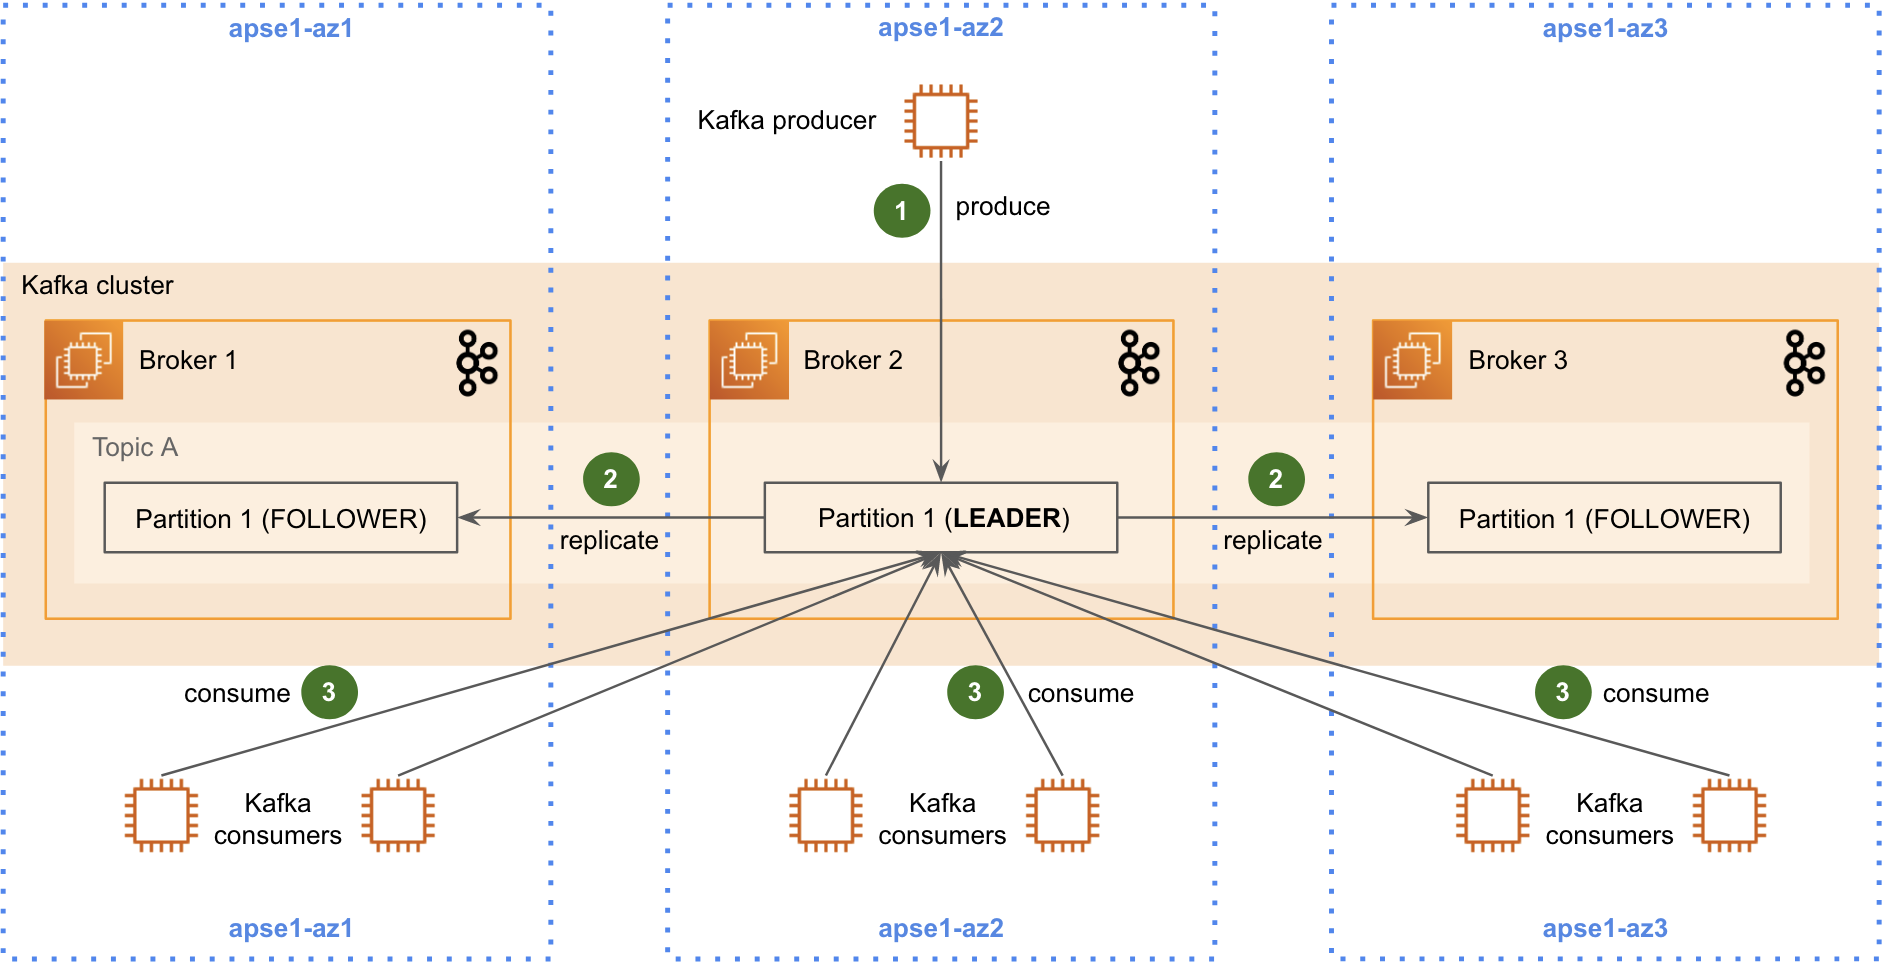 apse1-az1
apse1-az2
apse1-az3
Kafka producer
1
produce
Kafka cluster
Broker 1
Broker 2
Broker 3
Topic A
2
2
Partition 1 (FOLLOWER)
Partition 1 (LEADER)
Partition 1 (FOLLOWER)
replicate
replicate
consume
3
3
consume
3
consume
Kafka
consumers
Kafka
consumers
Kafka
consumers
apse1-az1
apse1-az2
apse1-az3